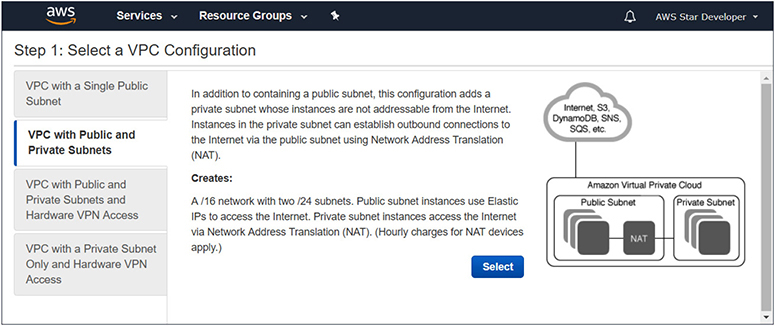 aws Services Resource Groups AWS Star Developer
Step 1: Select a VPC Configuration
VPC with a Single Public
Subnet
VPC with Public and
Private Subnets
VPC with Public and
Private Subnets and
Hardware VPN Access
VPC with a Private Subnet
Only and Hardware VPN
Access
In addition to containing a public subnet, this configuration adds a
private subnet whose instances are not addressable from the Internet.
Instances in the private subnet can establish outbound connections to
the Internet via the public subnet using Network Address Translation
(NAT).
Creates:
A /16 network with two /24 subnets. Public subnet instances use Elastic
IPs to access the Internet. Private subnet instances access the Internet
via Network Address Translation (NAT). (Hourly charges for NAT devices
apply.)
Select
Internet, S3,
DynamoDB, SNS,
SQS, etc.
Amazon Virtual Private Cloud
Public Subnet Private Subnet
NAT